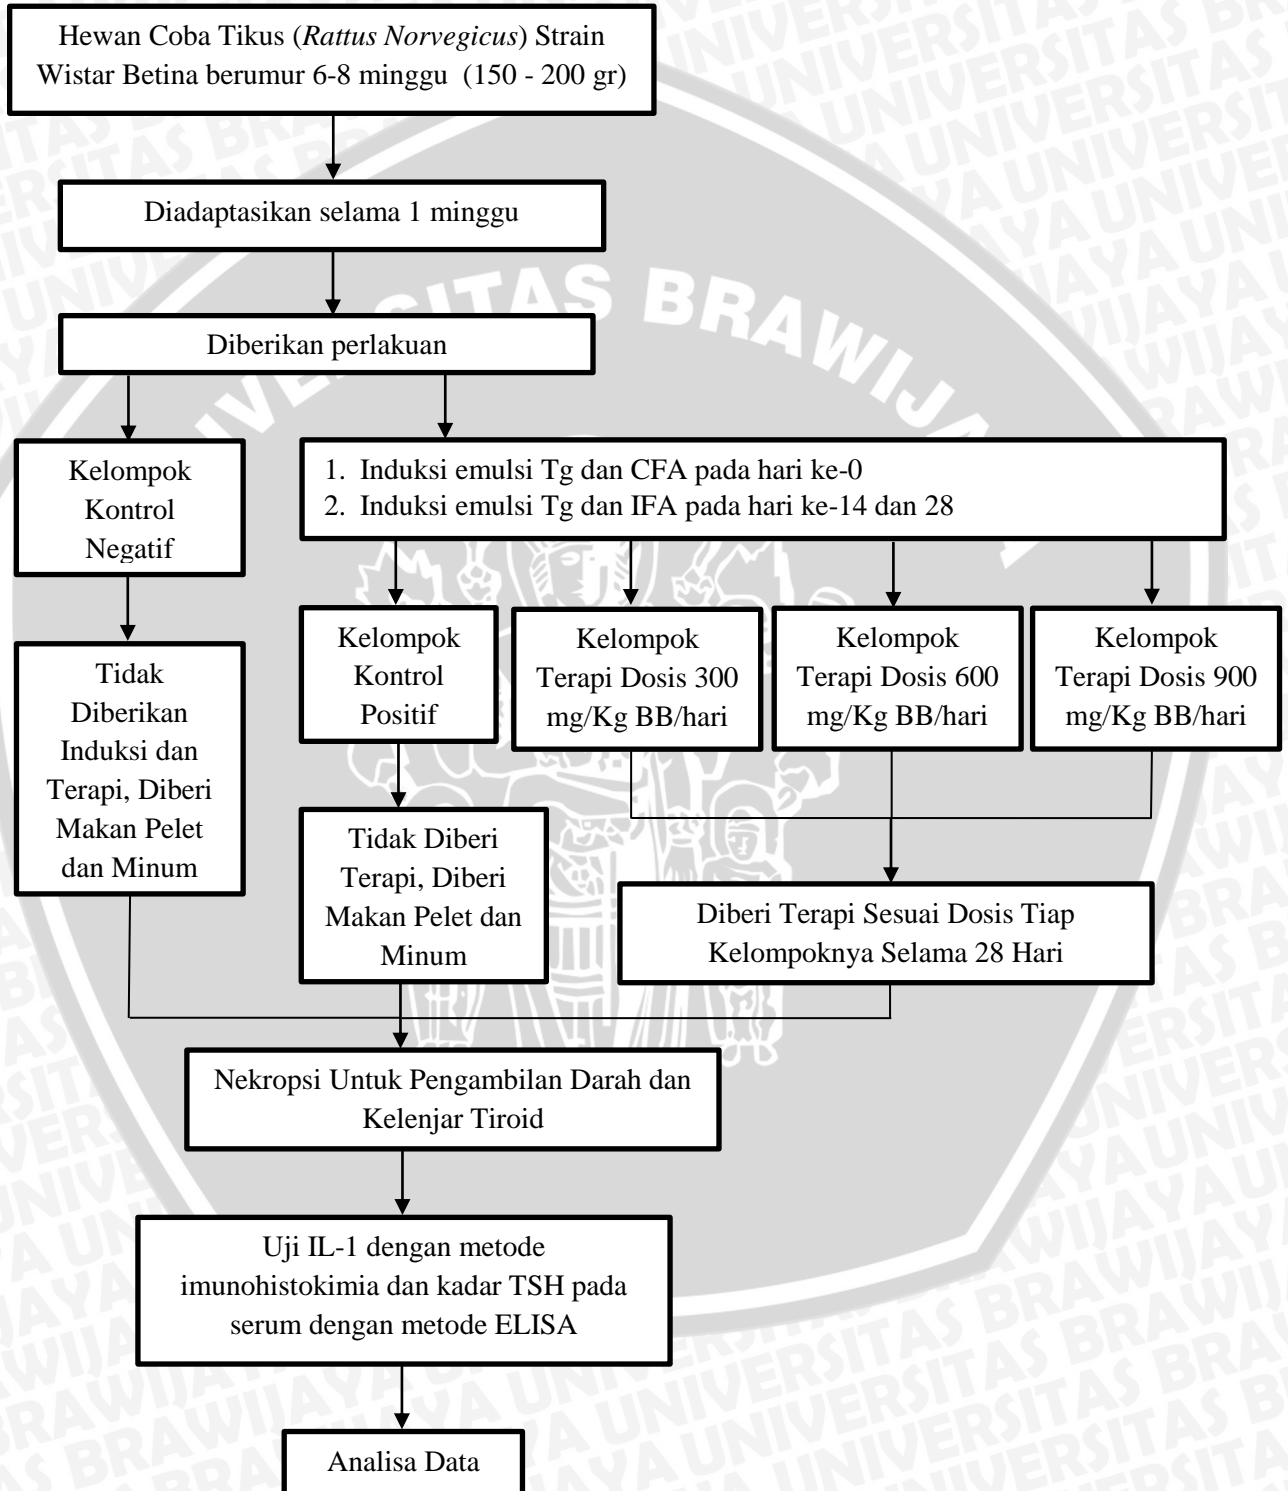 Hewan Coba Tikus (Rattus Norvegicus) Strain
Wistar Betina berumur 6-8 minggu (150 - 200 gr)
Diadaptasikan selama 1 minggu
Diberikan perlakuan
Kelompok
Kontrol
Negatif
1. Induksi emulsi Tg dan CFA pada hari ke-0
2. Induksi emulsi Tg dan IFA pada hari ke-14 dan 28
Tidak
Diberikan
Induksi dan
Terapi, Diberi
Makan Pelet
dan Minum
Kelompok
Kontrol
Positif
Kelompok
Terapi Dosis 300
mg/Kg BB/hari
Kelompok
Terapi Dosis 600
mg/Kg BB/hari
Kelompok
Terapi Dosis 900
mg/Kg BB/hari
Tidak Diberi
Terapi, Diberi
Makan Pelet dan
Minum
Diberi Terapi Sesuai Dosis Tiap
Kelompoknya Selama 28 Hari
Nekropsi Untuk Pengambilan Darah dan
Kelenjar Tiroid
Uji IL-1 dengan metode
imunohistokimia dan kadar TSH pada
serum dengan metode ELISA
Analisa Data